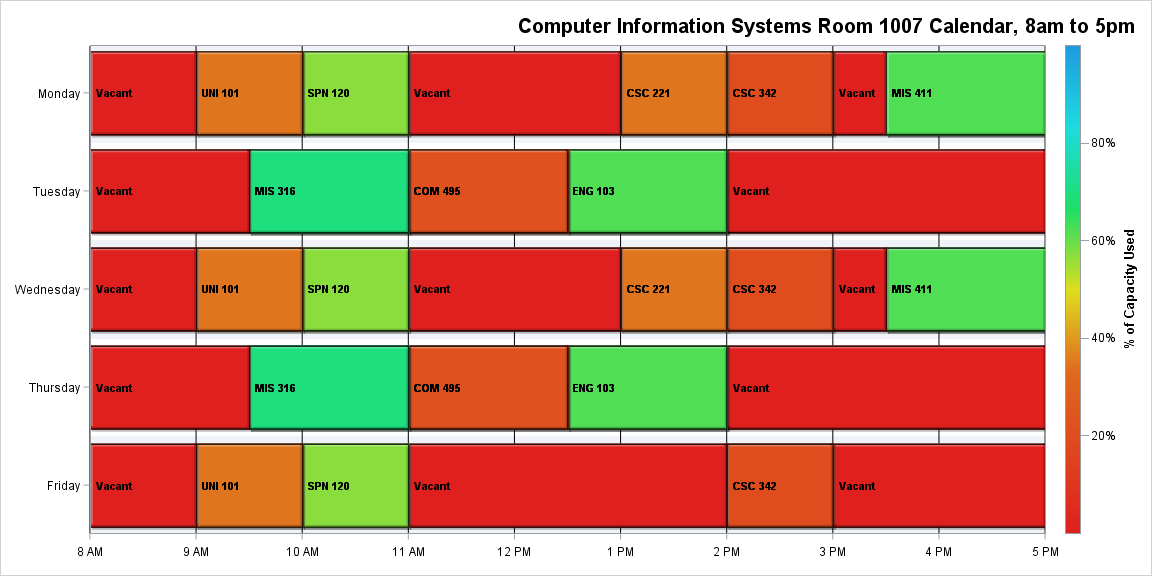 Computer Information Systems Room 1007 Calendar, 8am to 5pm
Monday
Vacant
UNI 101
SPN 120
Vacant
CSC 221
CSC 342
Vacant
MIS 411
Tuesday
Vacant
MIS 316
COM 495
ENG 103
Vacant
Wednesday
Vacant
UNI 101
SPN 120
Vacant
CSC 221
CSC 342
Vacant
MIS 411
Thursday
Vacant
MIS 316
COM 495
ENG 103
Vacant
Friday
Vacant
UNI 101
SPN 120
Vacant
CSC 342
Vacant
8 AM
9 AM
10 AM
11 AM
12 PM
1 PM
2 PM
3 PM
4 PM
5 PM
80%
60%
40%
20%
% of Capacity Used